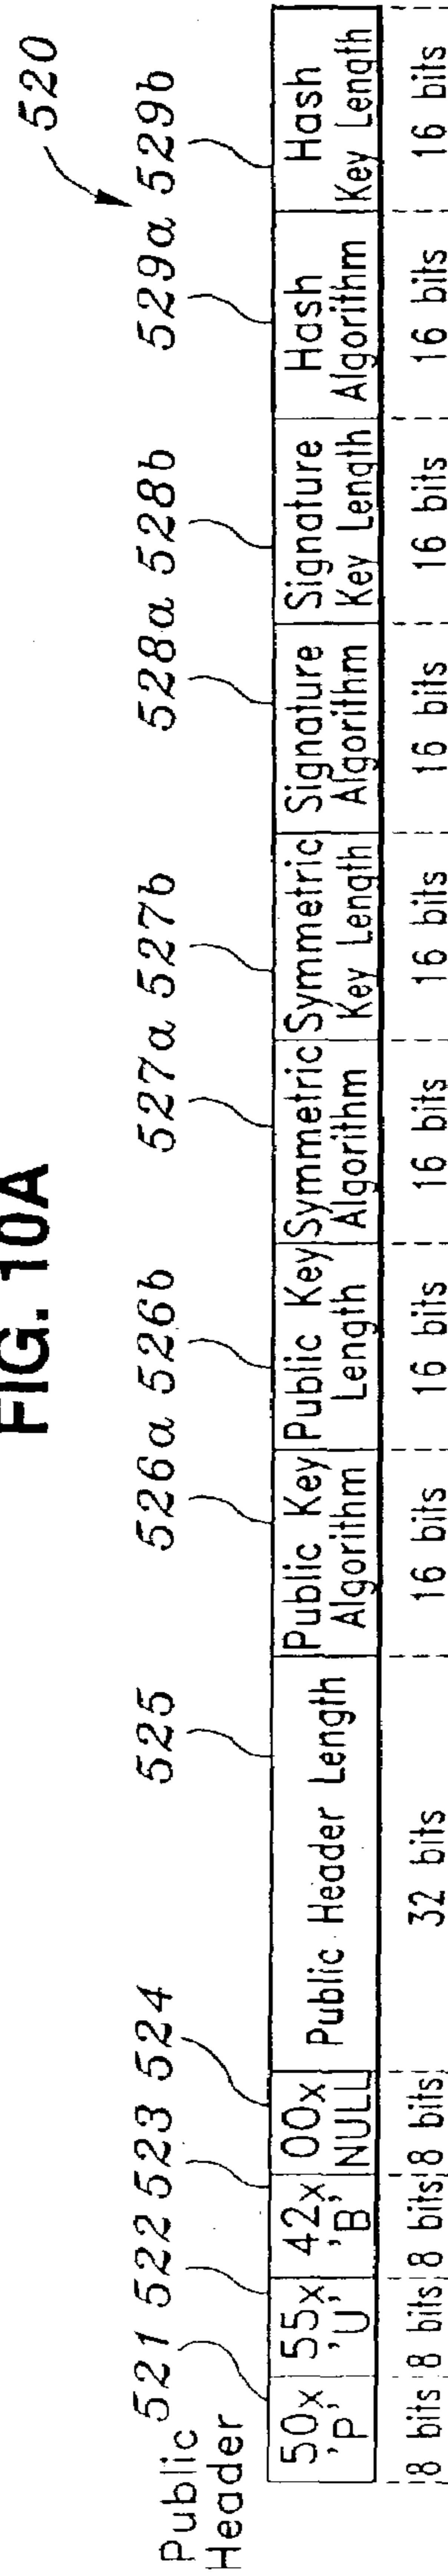 FIG. 10A
520
Public
Header
521 522 523 524 525 526a 526b 527a 527b 528a 528b 529a 529b
50x 'P'
55x 'U'
42x 'B'
00x NULL
Public Header Length
Public Key Algorithm
Public Key Length
Symmetric Algorithm
Symmetric Key Length
Signature Algorithm
Signature Key Length
Hash Algorithm
Hash Key Length
8 bits 8 bits 8 bits 8 bits 32 bits 16 bits 16 bits 16 bits 16 bits 16 bits 16 bits 16 bits 16 bits